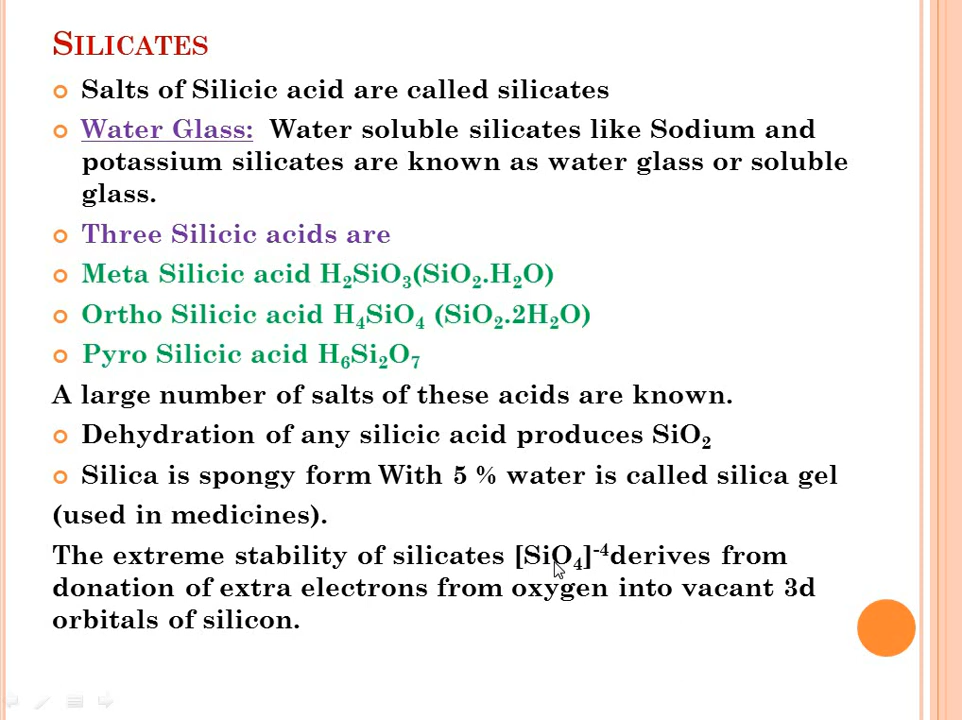 SILICATES
Salts of Silicic acid are called silicates
Water Glass: Water soluble silicates like Sodium and
potassium silicates are known as water glass or soluble
glass.
Three Silicic acids are
Meta Silicic acid H₂SiO₃(SiO₂.H₂O)
Ortho Silicic acid H₄SiO₄ (SiO₂.2H₂O)
Pyro Silicic acid H₆Si₂O₇
A large number of salts of these acids are known.
Dehydration of any silicic acid produces SiO₂
Silica is spongy form With 5 % water is called silica gel
(used in medicines).
The extreme stability of silicates [SiO₄]⁻⁴derives from
donation of extra electrons from oxygen into vacant 3d
orbitals of silicon.